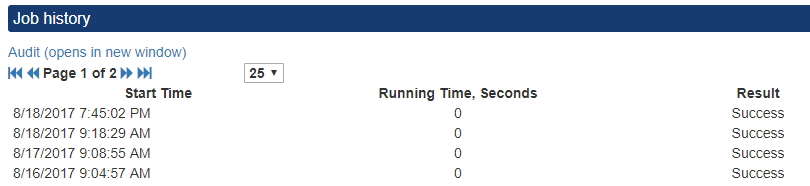 Job history
Audit (opens in new window)
Page 1 of 2 25
Start Time Running Time, Seconds Result
8/18/2017 7:45:02 PM 0 Success
8/18/2017 9:18:29 AM 0 Success
8/17/2017 9:08:55 AM 0 Success
8/16/2017 9:04:57 AM 0 Success